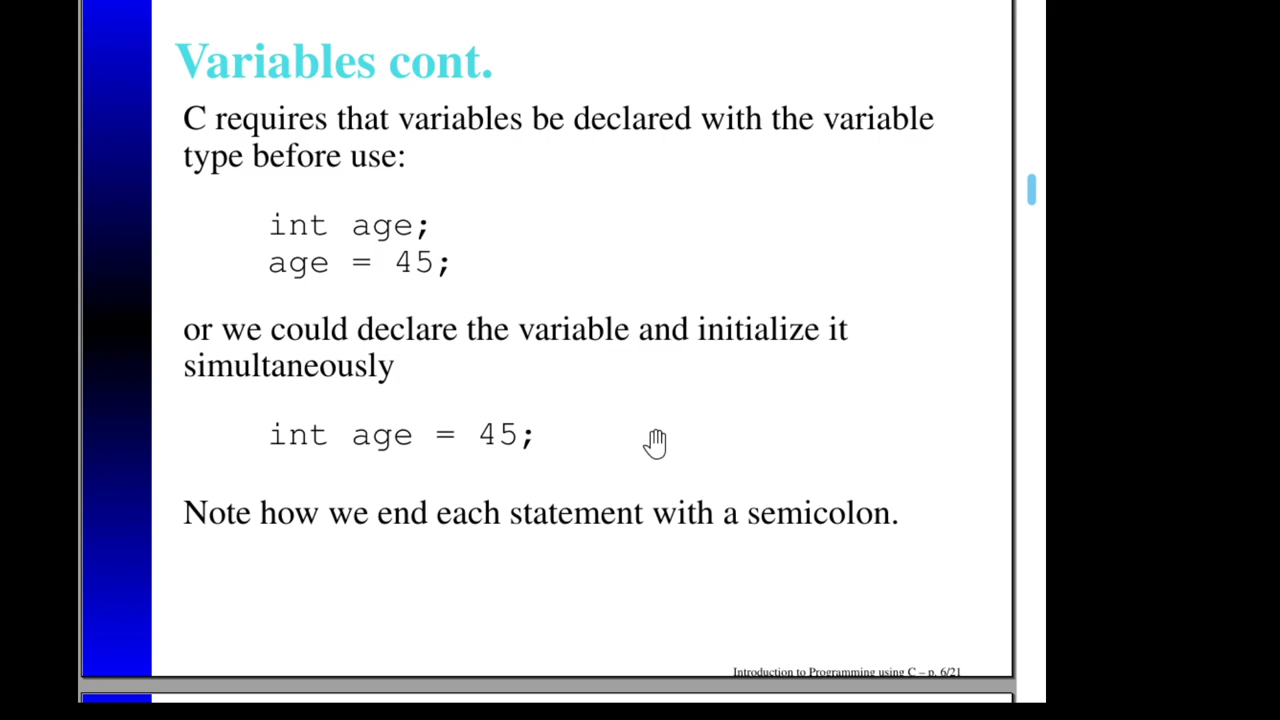 Variables cont.
C requires that variables be declared with the variable
type before use:
int age;
age = 45;
or we could declare the variable and initialize it
simultaneously
int age = 45;
Note how we end each statement with a semicolon.
Introduction to Programming using C – p. 6/21